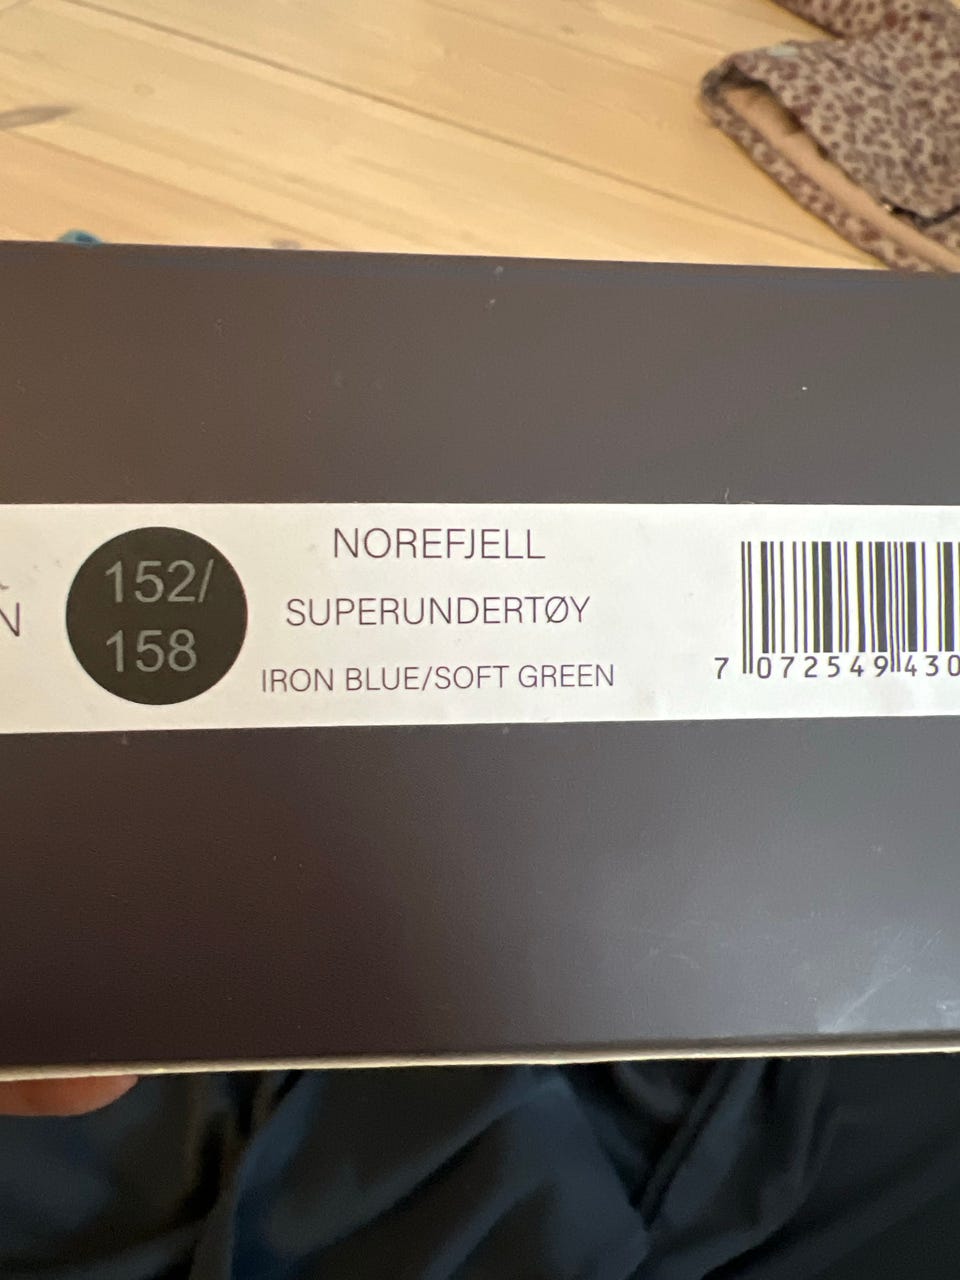 N
152/
158
NOREFJELL
SUPERUNDERTØY
IRON BLUE/SOFT GREEN
7 072549 430